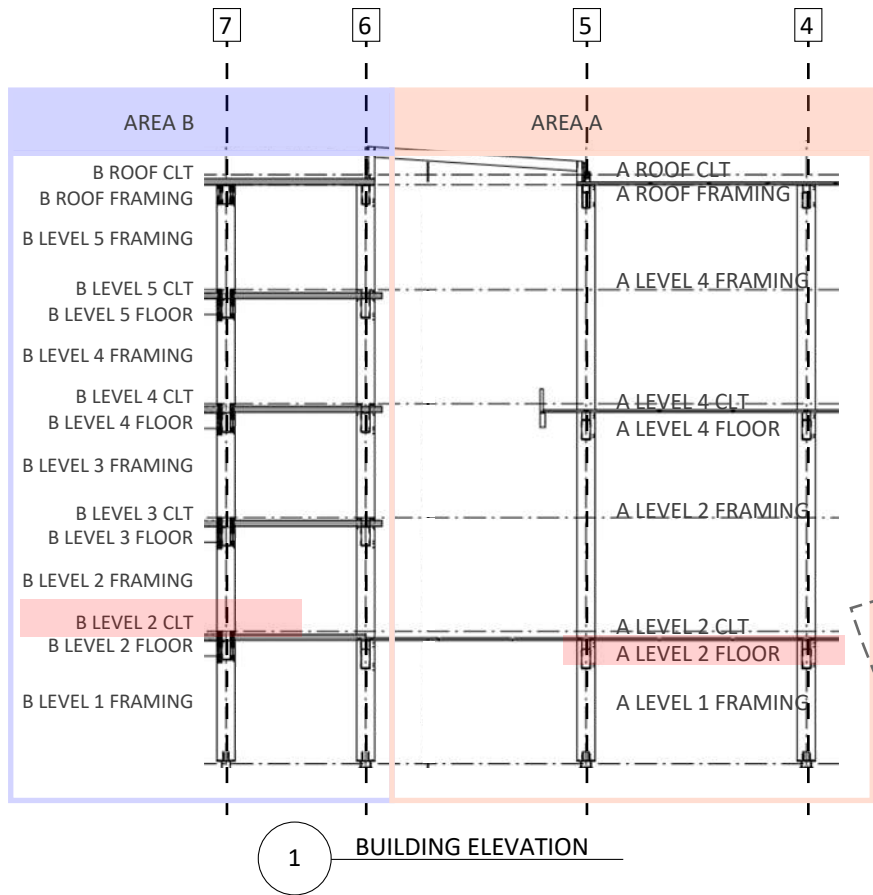 7
6
5
4
AREA B
AREA A
B ROOF CLT
B ROOF FRAMING
B LEVEL 5 FRAMING
B LEVEL 5 CLT
B LEVEL 5 FLOOR
B LEVEL 4 FRAMING
B LEVEL 4 CLT
B LEVEL 4 FLOOR
B LEVEL 3 FRAMING
B LEVEL 3 CLT
B LEVEL 3 FLOOR
B LEVEL 2 FRAMING
B LEVEL 2 CLT
B LEVEL 2 FLOOR
B LEVEL 1 FRAMING
A ROOF CLT
A ROOF FRAMING
A LEVEL 4 FRAMING
A LEVEL 4 CLT
A LEVEL 4 FLOOR
A LEVEL 2 FRAMING
A LEVEL 2 CLT
A LEVEL 2 FLOOR
A LEVEL 1 FRAMING
1
BUILDING ELEVATION